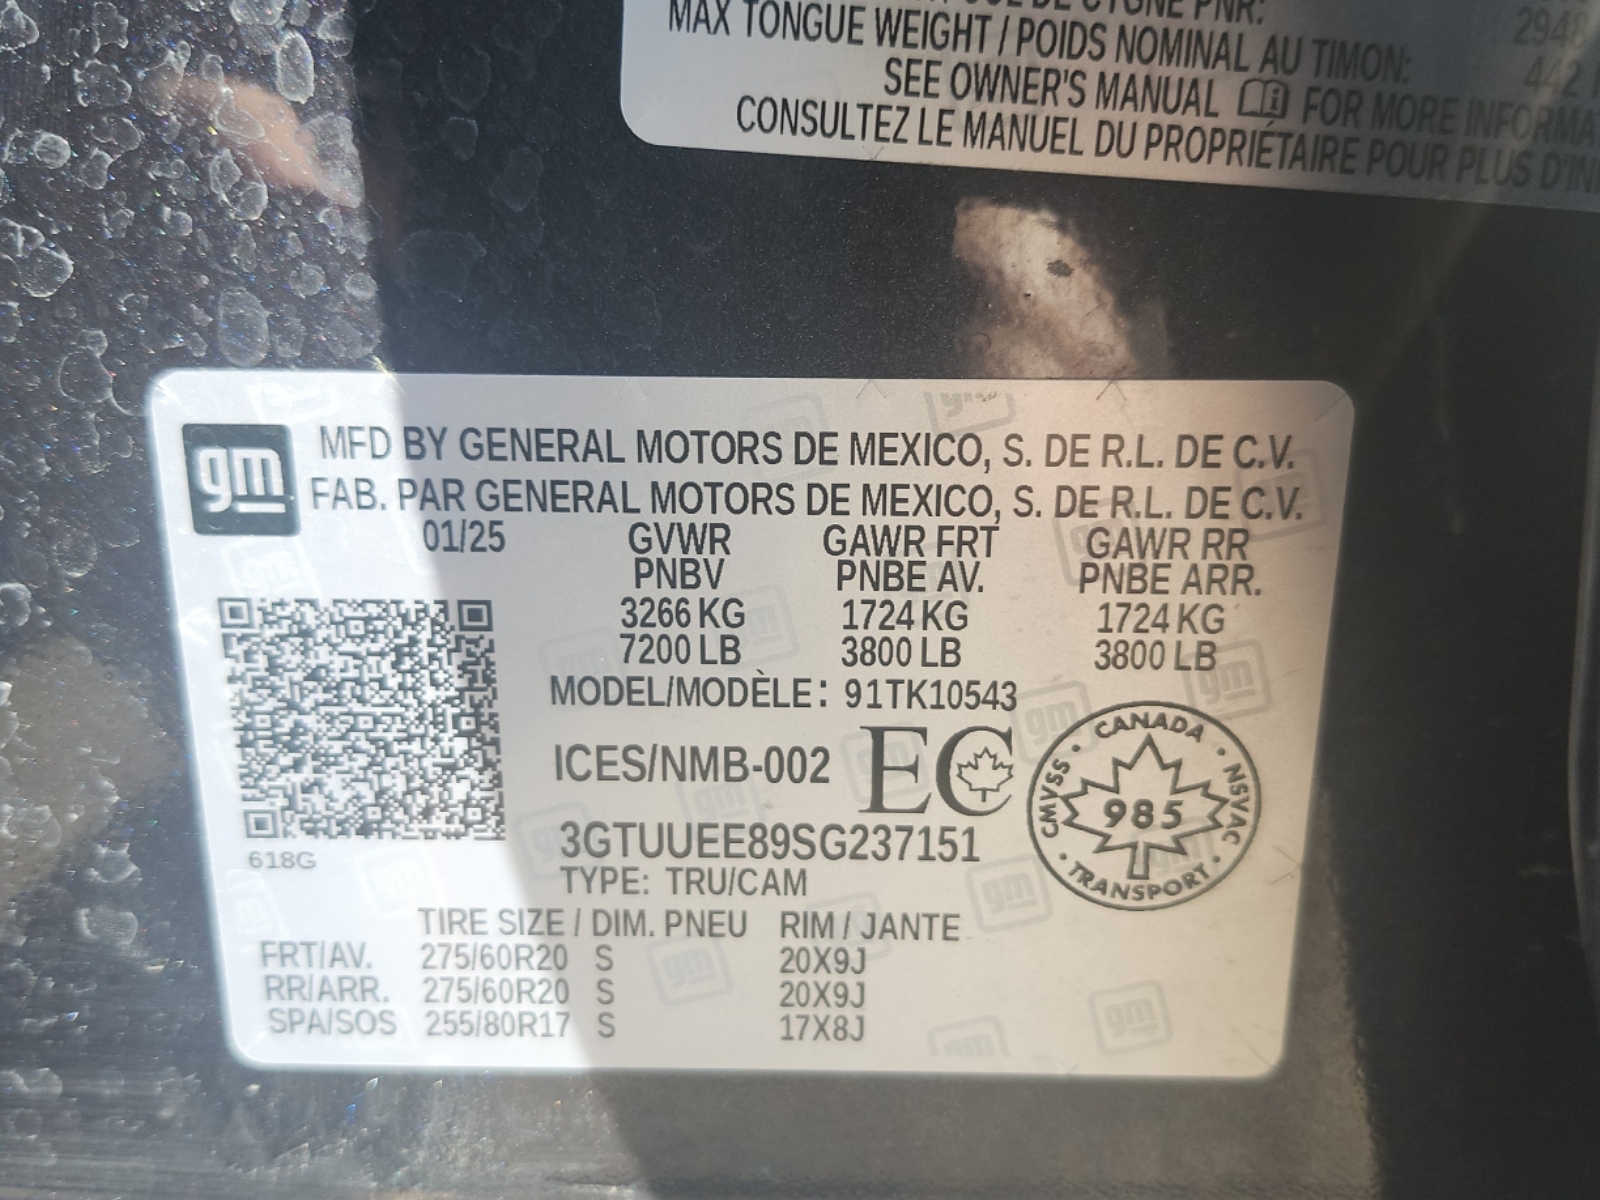 MAX TONGUE WEIGHT / POIDS NOMINAL AU TIMON: 442
SEE OWNER'S MANUAL FOR MORE
CONSULTEZ LE MANUEL DU PROPRIÉTAIRE POUR PLUS
gm
MFD BY GENERAL MOTORS DE MEXICO, S. DE R.L. DE C.V.
FAB. PAR GENERAL MOTORS DE MEXICO, S. DE R.L. DE C.V.
01/25 GVWR GAWR FRT GAWR RR
PNBV PNBE AV. PNBE ARR.
3266 KG 1724 KG 1724 KG
7200 LB 3800 LB 3800 LB
MODEL/MODÈLE: 91TK10543
ICES/NMB-002 EC
CANADA
CMVSS • NSVAC
985
TRANSPORT
3GTUUEE89SG237151
618G
TYPE: TRU/CAM
TIRE SIZE / DIM. PNEU RIM / JANTE
FRT/AV. 275/60R20 S 20X9J
RR/ARR. 275/60R20 S 20X9J
SPA/SOS 255/80R17 S 17X8J